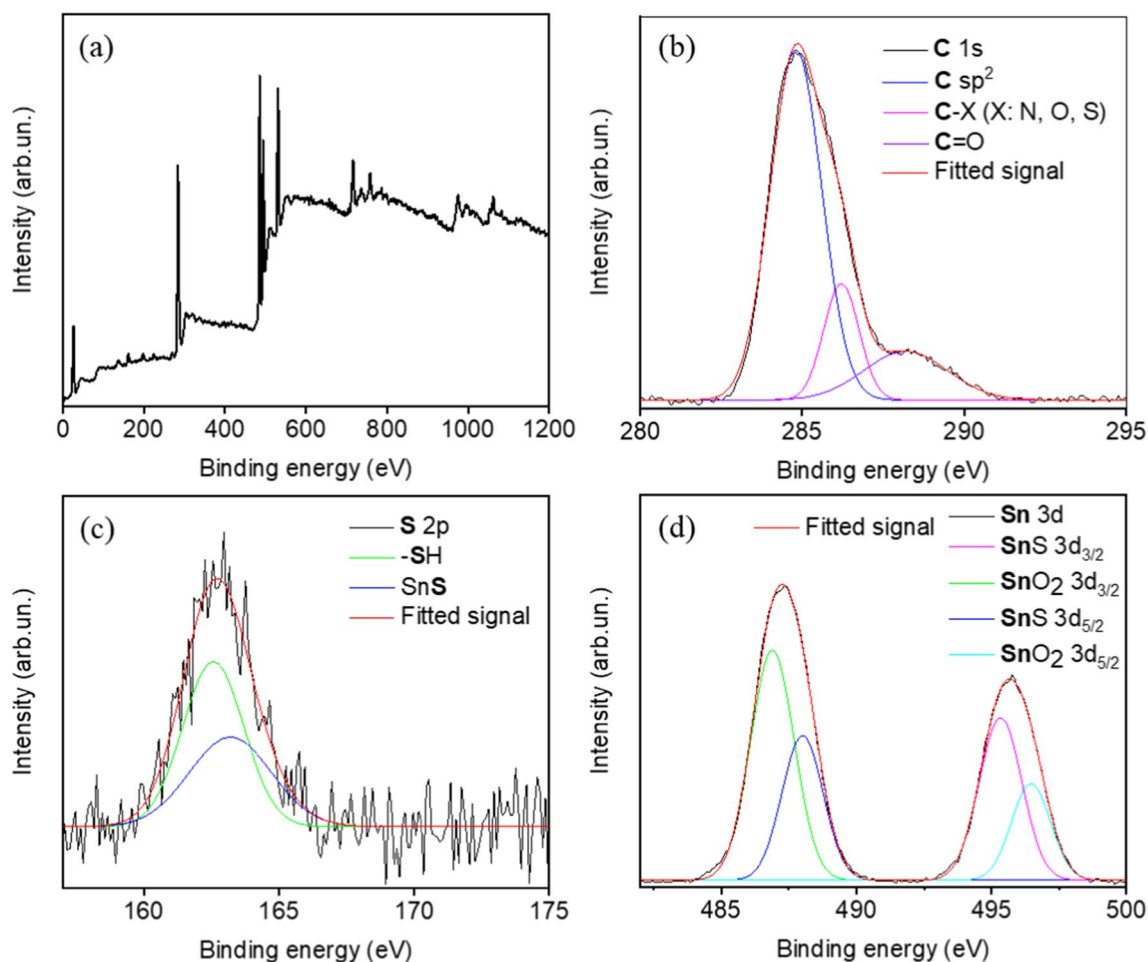 (a)
Intensity (arb.un.)
0 200 400 600 800 1000 1200
Binding energy (eV)
(b)
C 1s
C sp²
C-X (X: N, O, S)
C=O
Fitted signal
Intensity (arb.un.)
280 285 290 295
Binding energy (eV)
(c)
S 2p
-SH
SnS
Fitted signal
Intensity (arb.un.)
160 165 170 175
Binding energy (eV)
(d)
Fitted signal
Sn 3d
SnS 3d₃/₂
SnO₂ 3d₃/₂
SnS 3d₅/₂
SnO₂ 3d₅/₂
Intensity (arb.un.)
485 490 495 500
Binding energy (eV)